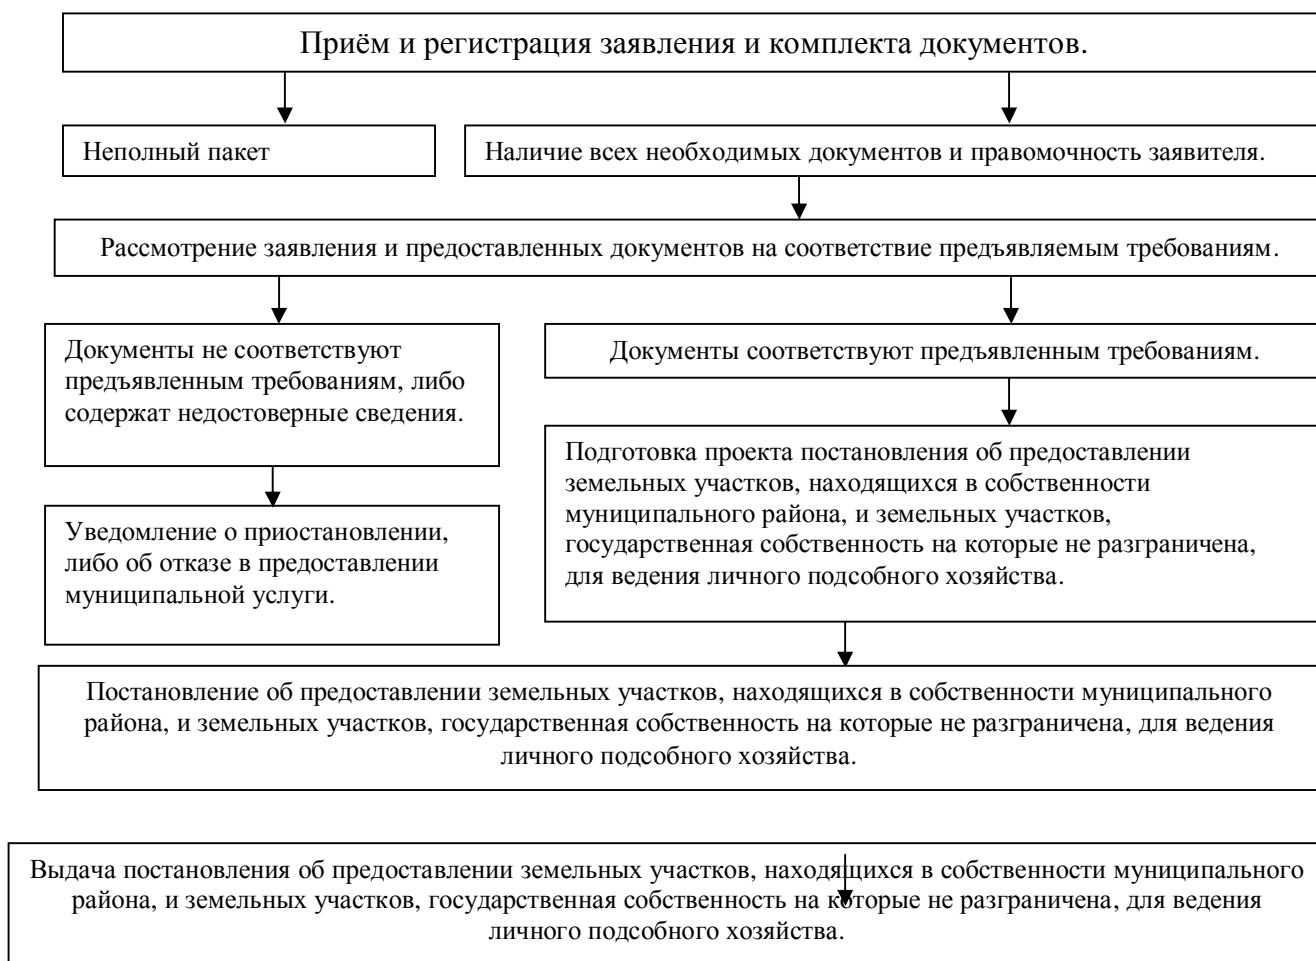 Приём и регистрация заявления и комплекта документов.
Неполный пакет
Наличие всех необходимых документов и правомочность заявителя.
Рассмотрение заявления и предоставленных документов на соответствие предъявляемым требованиям.
Документы не соответствуют
предъявленным требованиям, либо
содержат недостоверные сведения.
Документы соответствуют предъявленным требованиям.
Уведомление о приостановлении,
либо об отказе в предоставлении
муниципальной услуги.
Подготовка проекта постановления об предоставлении
земельных участков, находящихся в собственности
муниципального района, и земельных участков,
государственная собственность на которые не разграничена,
для ведения личного подсобного хозяйства.
Постановление об предоставлении земельных участков, находящихся в собственности муниципального
района, и земельных участков, государственная собственность на которые не разграничена, для ведения
личного подсобного хозяйства.
Выдача постановления об предоставлении земельных участков, находящихся в собственности муниципального
района, и земельных участков, государственная собственность на которые не разграничена, для ведения
личного подсобного хозяйства.